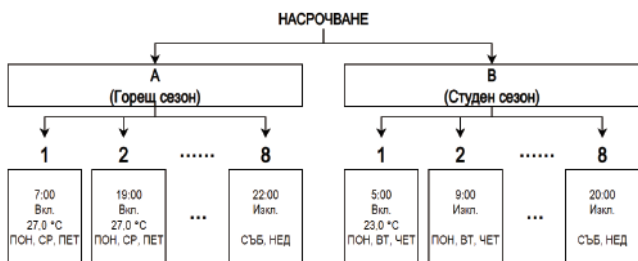 НАСРОЧВАНЕ
А
(Горещ сезон)
В
(Студен сезон)
1
2
......
8
1
2
......
8
7:00
Вкл.
27,0 °C
ПОН, СР, ПЕТ
19:00
Вкл.
27,0 °C
ПОН, СР, ПЕТ
...
22:00
Изкл.
СЪБ, НЕД
5:00
Вкл.
23,0 °C
ПОН, ВТ, ЧЕТ
9:00
Изкл.
ПОН, ВТ, ЧЕТ
...
20:00
Изкл.
СЪБ, НЕД